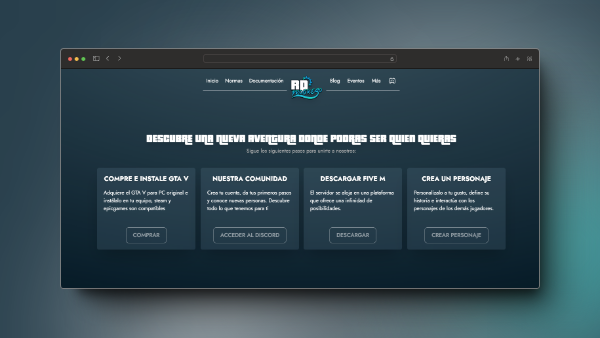 Inicio Normas Documentación Blog Eventos Más
DESCUBRE UNA NUEVA AVENTURA DONDE PODRAS SER QUIEN QUIERAS
Sigue los siguientes pasos para unirte a nosotros:
COMPRE E INSTALE GTA V
Adquiere el GTA V para PC original e
instálalo en tu equipo, steam y
epicgames son compatibles
COMPRAR
NUESTRA COMUNIDAD
Crea tu cuenta, da tus primeros pasos
y conoce nuevas personas. Descubre
todo lo que tenemos para ti
ACCEDER AL DISCORD
DESCARGAR FIVE M
El servidor se aloja en una plataforma
que ofrece una infinidad de
posibilidades.
DESCARGAR
CREA UN PERSONAJE
Personalízalo a tu gusto, define su
historia e interactúa con los
personajes de los demás jugadores.
CREAR PERSONAJE